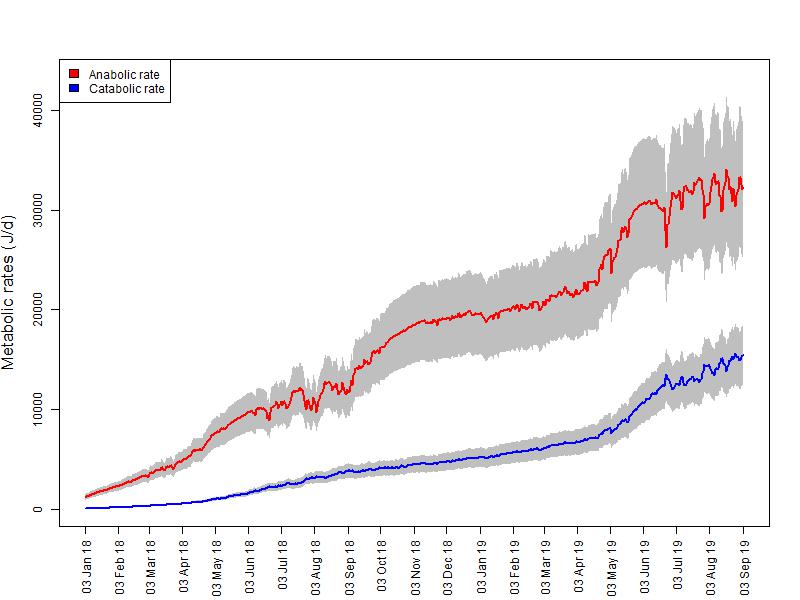 Anabolic rate
Catabolic rate
Metabolic rates (J/d)
40000
30000
20000
10000
0
03 Jan 18
03 Feb 18
03 Mar 18
03 Apr 18
03 May 18
03 Jun 18
03 Jul 18
03 Aug 18
03 Sep 18
03 Oct 18
03 Nov 18
03 Dec 18
03 Jan 19
03 Feb 19
03 Mar 19
03 Apr 19
03 May 19
03 Jun 19
03 Jul 19
03 Aug 19
03 Sep 19